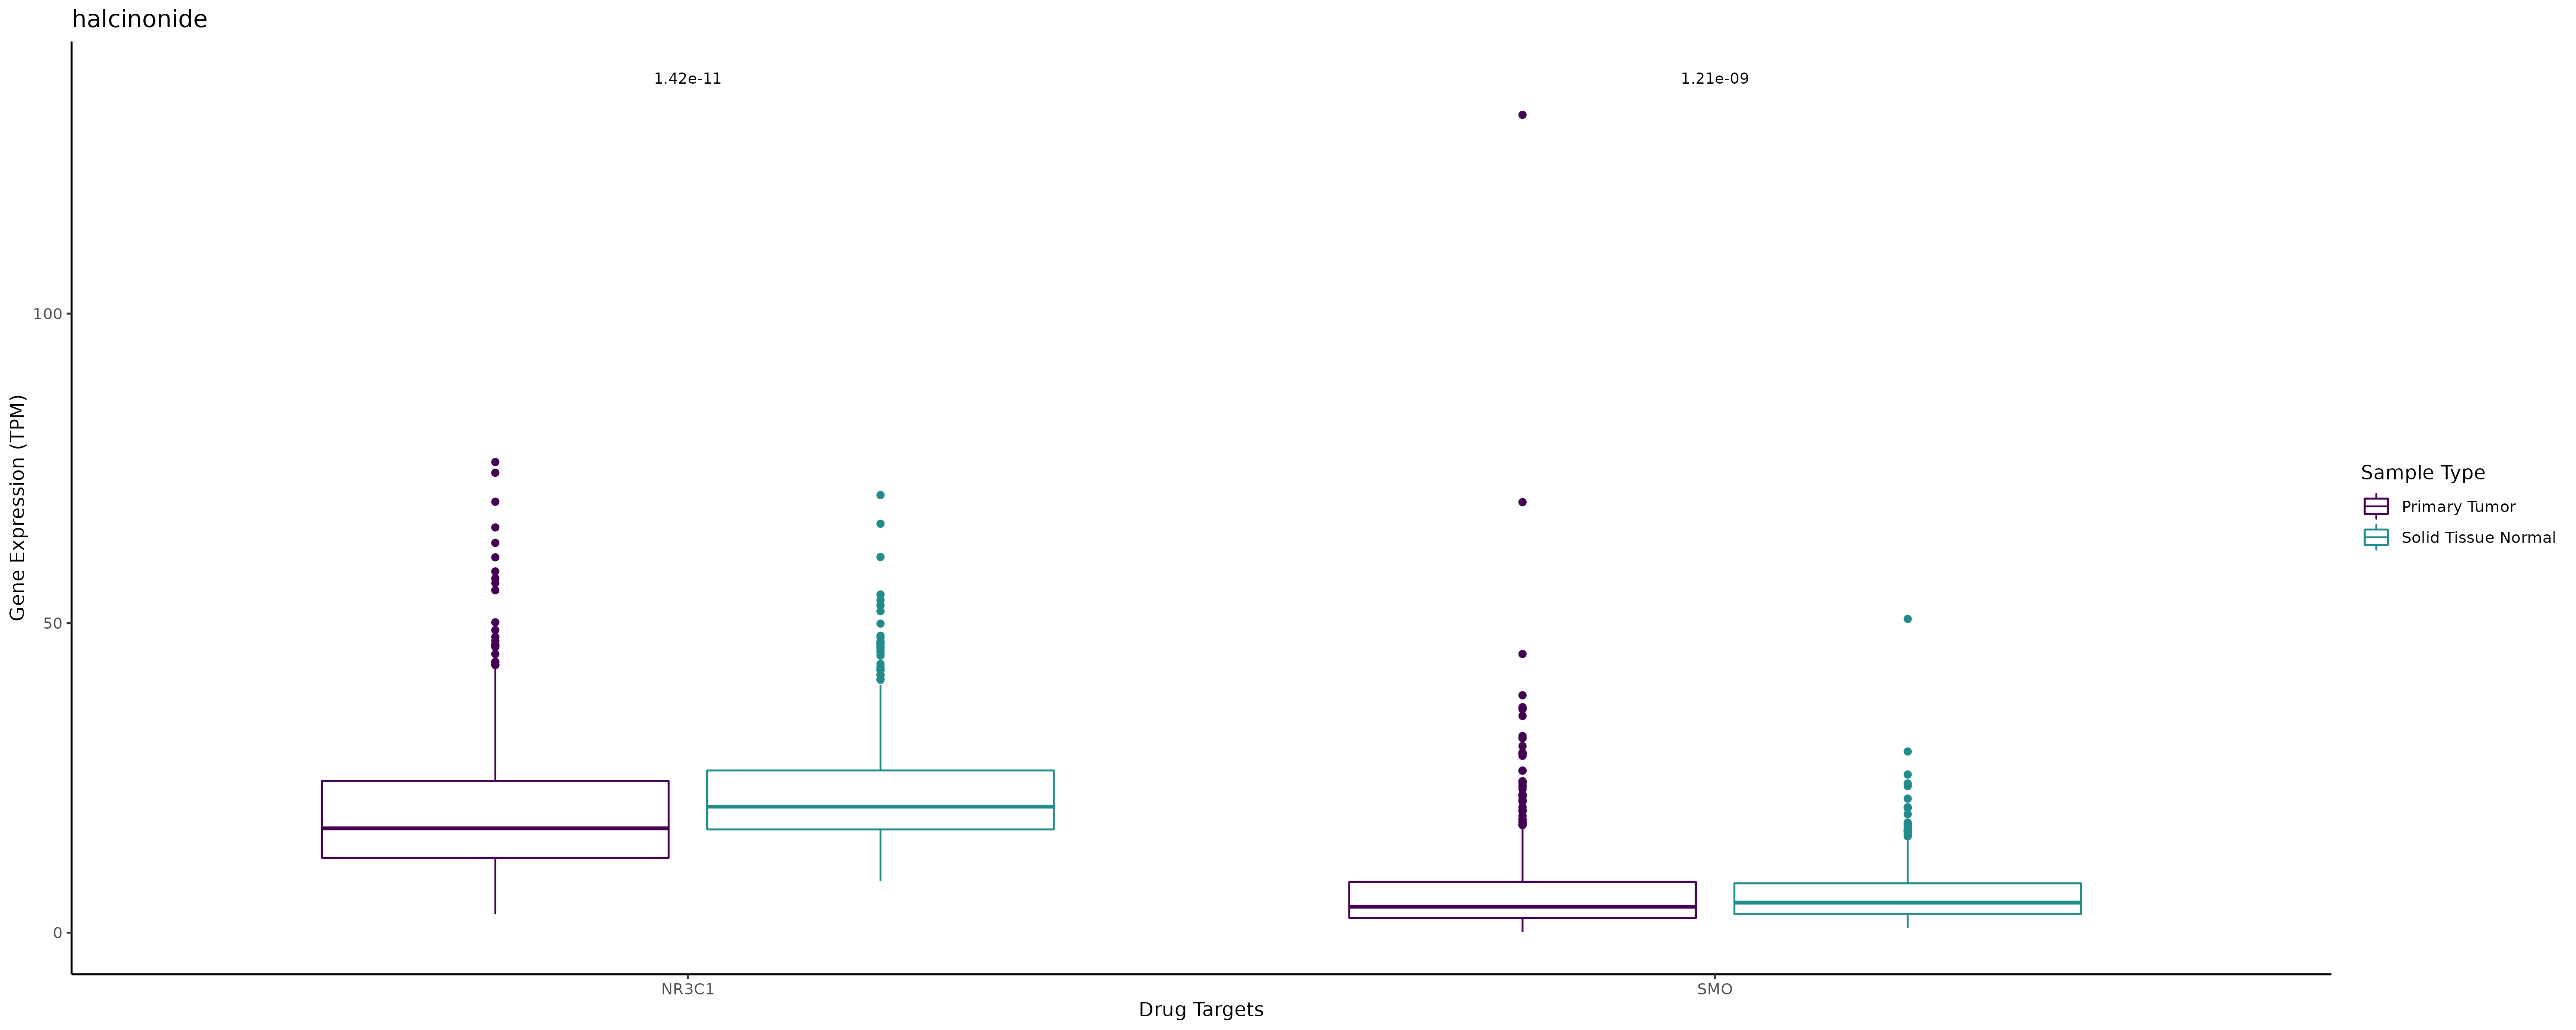 halcinonide
1.42e-11
1.21e-09
100
50
0
Gene Expression (TPM)
NR3C1
SMO
Drug Targets
Sample Type
Primary Tumor
Solid Tissue Normal